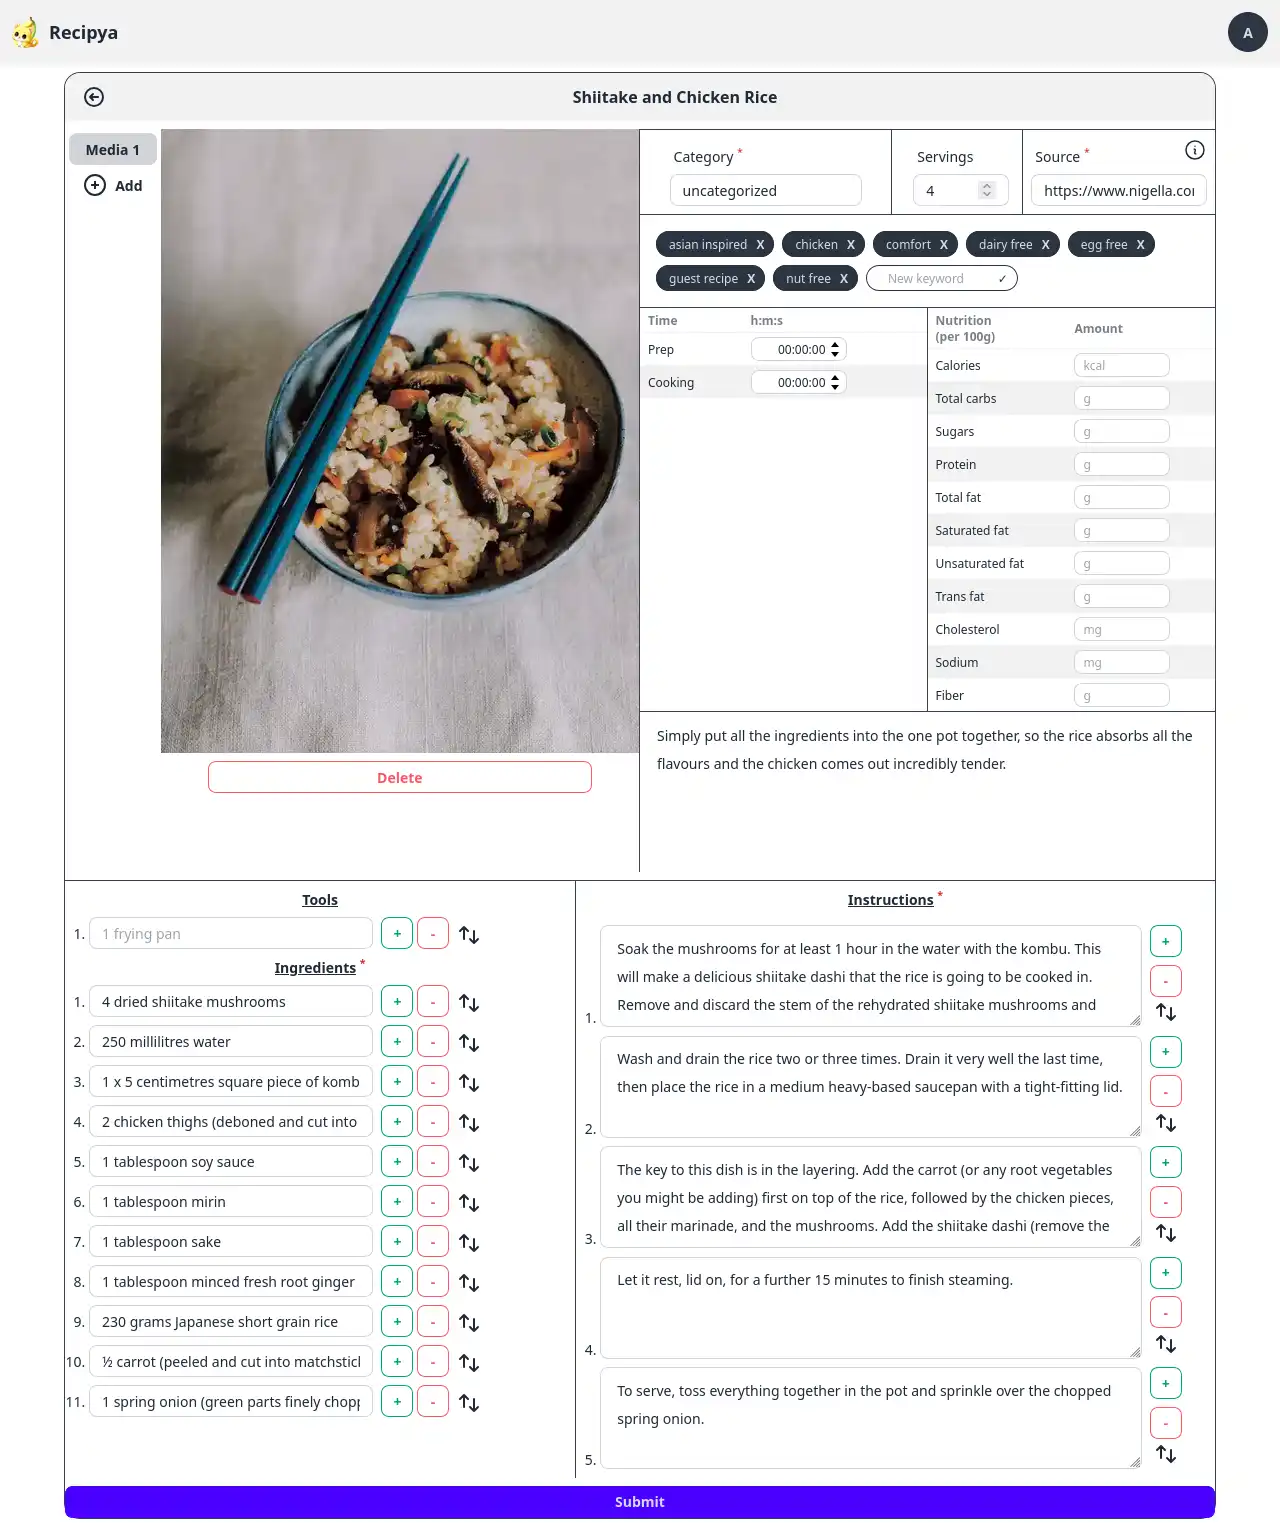 Recipya
A
Shiitake and Chicken Rice
Media 1
Add
Delete
Category *
uncategorized
Servings
4
Source *
https://www.nigella.co
asian inspired X
chicken X
comfort X
dairy free X
egg free X
guest recipe X
nut free X
New keyword ✓
Time h:m:s
Prep 00:00:00
Cooking 00:00:00
Nutrition
(per 100g)
Amount
Calories kcal
Total carbs g
Sugars g
Protein g
Total fat g
Saturated fat g
Unsaturated fat g
Trans fat g
Cholesterol mg
Sodium mg
Fiber g
Simply put all the ingredients into the one pot together, so the rice absorbs all the
flavours and the chicken comes out incredibly tender.
Tools
1. 1 frying pan + -
Ingredients *
1. 4 dried shiitake mushrooms + -
2. 250 millilitres water + -
3. 1 x 5 centimetres square piece of komb + -
4. 2 chicken thighs (deboned and cut into + -
5. 1 tablespoon soy sauce + -
6. 1 tablespoon mirin + -
7. 1 tablespoon sake + -
8. 1 tablespoon minced fresh root ginger + -
9. 230 grams Japanese short grain rice + -
10. ½ carrot (peeled and cut into matchstic + -
11. 1 spring onion (green parts finely chop + -
Instructions *
Soak the mushrooms for at least 1 hour in the water with the kombu. This
will make a delicious shiitake dashi that the rice is going to be cooked in.
Remove and discard the stem of the rehydrated shiitake mushrooms and
1.
+
-
Wash and drain the rice two or three times. Drain it very well the last time,
then place the rice in a medium heavy-based saucepan with a tight-fitting lid.
2.
+
-
The key to this dish is in the layering. Add the carrot (or any root vegetables
you might be adding) first on top of the rice, followed by the chicken pieces,
all their marinade, and the mushrooms. Add the shiitake dashi (remove the
3.
+
-
Let it rest, lid on, for a further 15 minutes to finish steaming.
4.
+
-
To serve, toss everything together in the pot and sprinkle over the chopped
spring onion.
5.
+
-
Submit